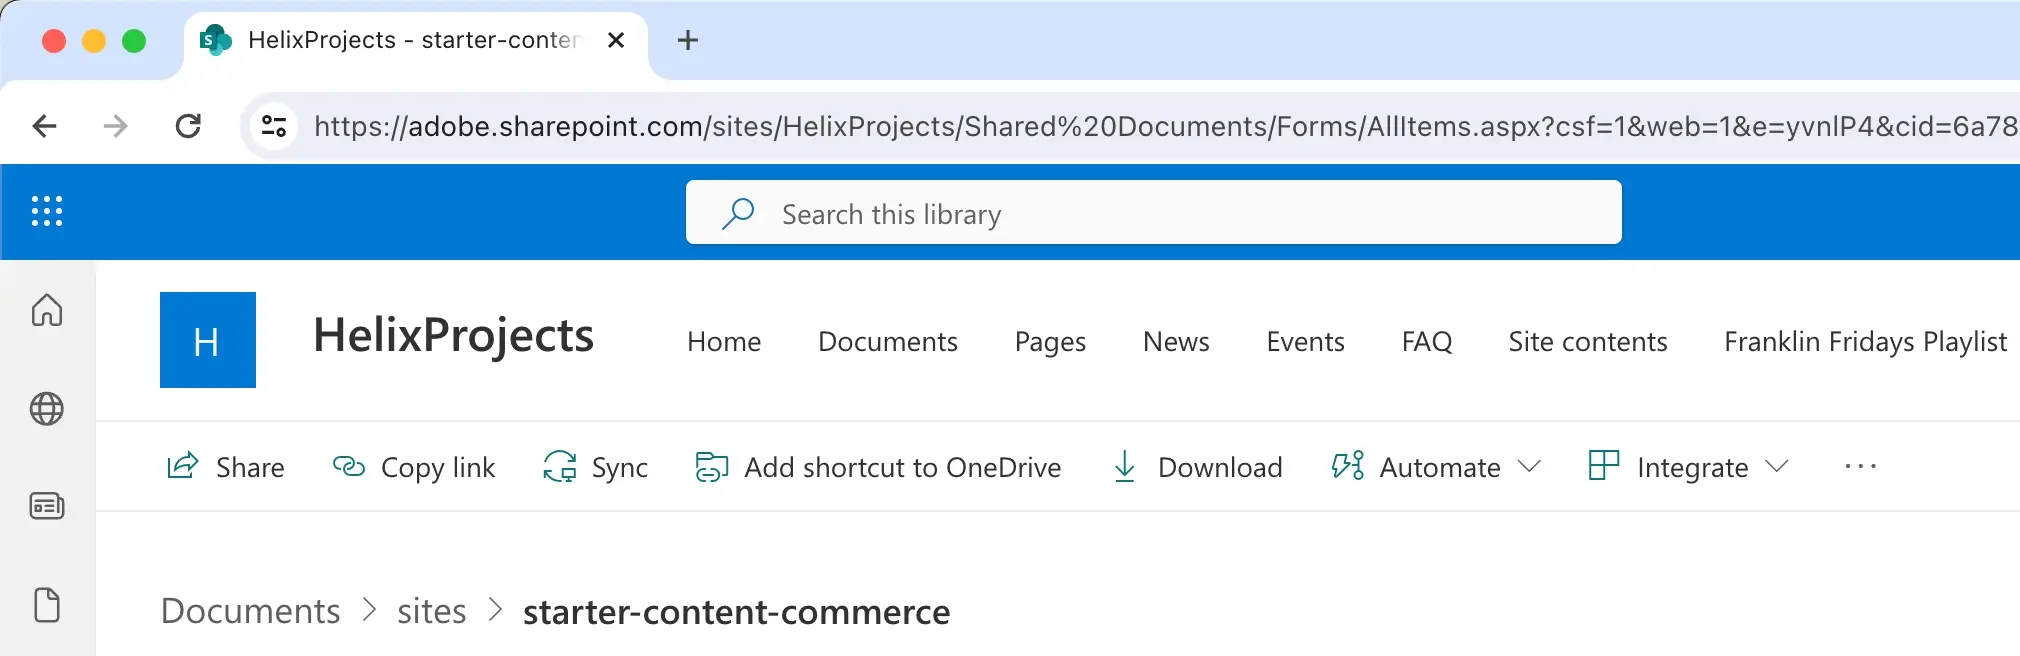 HelixProjects - starter-conten
https://adobe.sharepoint.com/sites/HelixProjects/Shared%20Documents/Forms/AllItems.aspx?csf=1&web=1&e=yvnlP4&cid=6a78
Search this library
H HelixProjects Home Documents Pages News Events FAQ Site contents Franklin Fridays Playlist
Share Copy link Sync Add shortcut to OneDrive Download Automate Integrate ...
Documents > sites > starter-content-commerce